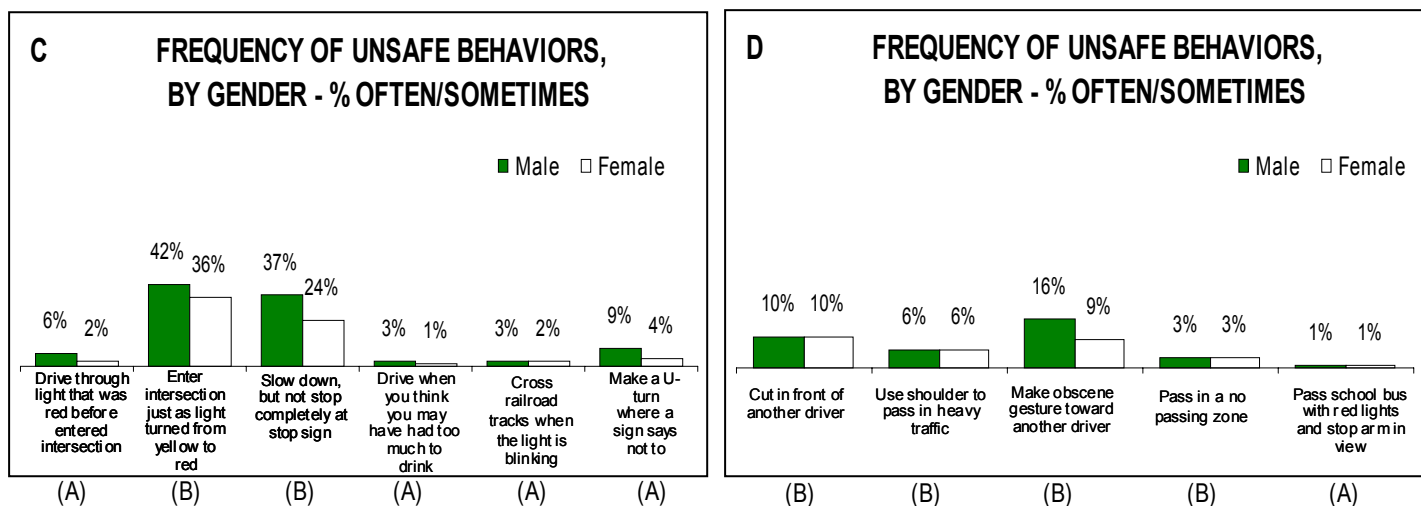 C FREQUENCY OF UNSAFE BEHAVIORS,
BY GENDER - % OFTEN/SOMETIMES
Male Female
6% 2% 42% 36% 37% 24% 3% 1% 3% 2% 9% 4%
Drive through
light that was
red before
entered
intersection
Enter
intersection
just as light
turned from
yellow to
red
Slow down,
but not stop
completely at
stop sign
Drive when
you think
you may
have had too
much to
drink
Cross
railroad
tracks when
the light is
blinking
Make a U-
turn
where a
sign says
not to
(A) (B) (B) (A) (A) (A)
D FREQUENCY OF UNSAFE BEHAVIORS,
BY GENDER - % OFTEN/SOMETIMES
Male Female
10% 10% 6% 6% 16% 9% 3% 3% 1% 1%
Cut in front of
another driver
Use shoulder to
pass in heavy
traffic
Make obscene
gesture toward
another driver
Pass in a no
passing zone
Pass school bus
with red lights
and stop arm in
view
(B) (B) (B) (B) (A)